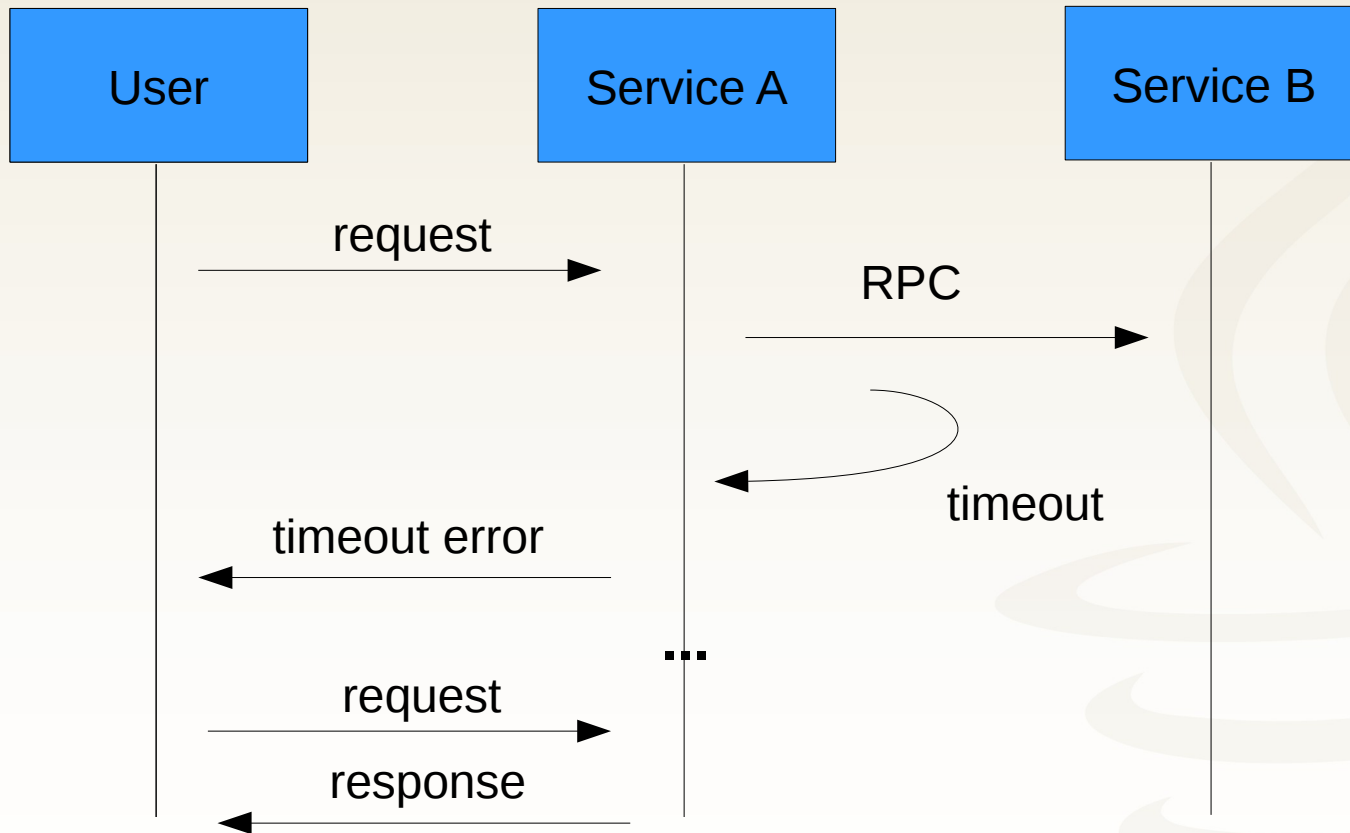 User
Service A
Service B
request
RPC
timeout
timeout error
...
request
response